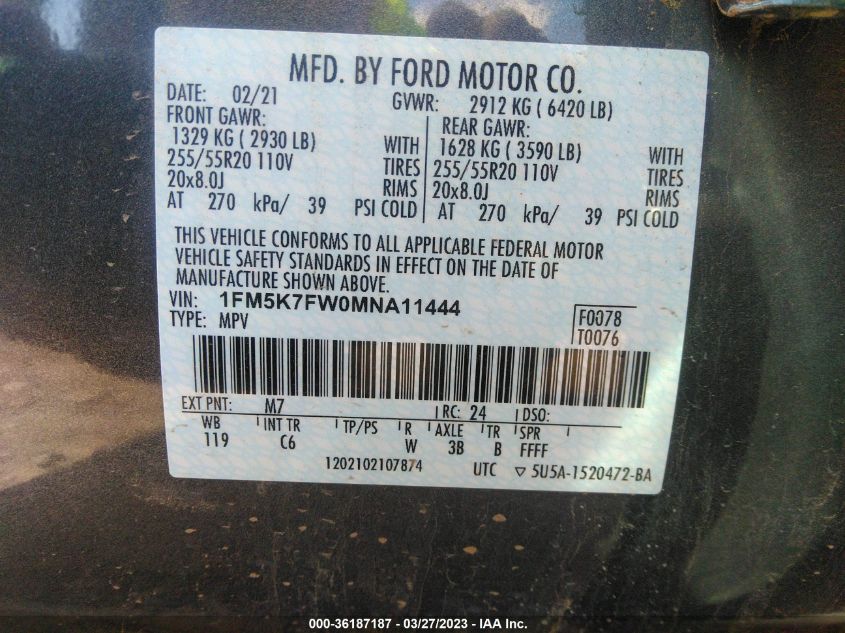 MFD. BY FORD MOTOR CO.
DATE: 02/21 GVWR: 2912 KG ( 6420 LB)
FRONT GAWR: REAR GAWR:
1329 KG ( 2930 LB) WITH 1628 KG ( 3590 LB) WITH
255/55R20 110V TIRES 255/55R20 110V TIRES
20x8.0J RIMS 20x8.0J RIMS
AT 270 kPa/ 39 PSI COLD AT 270 kPa/ 39 PSI COLD
THIS VEHICLE CONFORMS TO ALL APPLICABLE FEDERAL MOTOR
VEHICLE SAFETY STANDARDS IN EFFECT ON THE DATE OF
MANUFACTURE SHOWN ABOVE.
VIN: 1FM5K7FW0MNA11444 F0078
TYPE: MPV T0076
EXT PNT: M7 RC: 24 DSO:
WB INT TR TP/PS R AXLE TR SPR
119 C6 W 3B B FFFF
1202102107874 UTC ▽ 5U5A-1520472-BA
000-36187187 - 03/27/2023 - © IAA Inc.